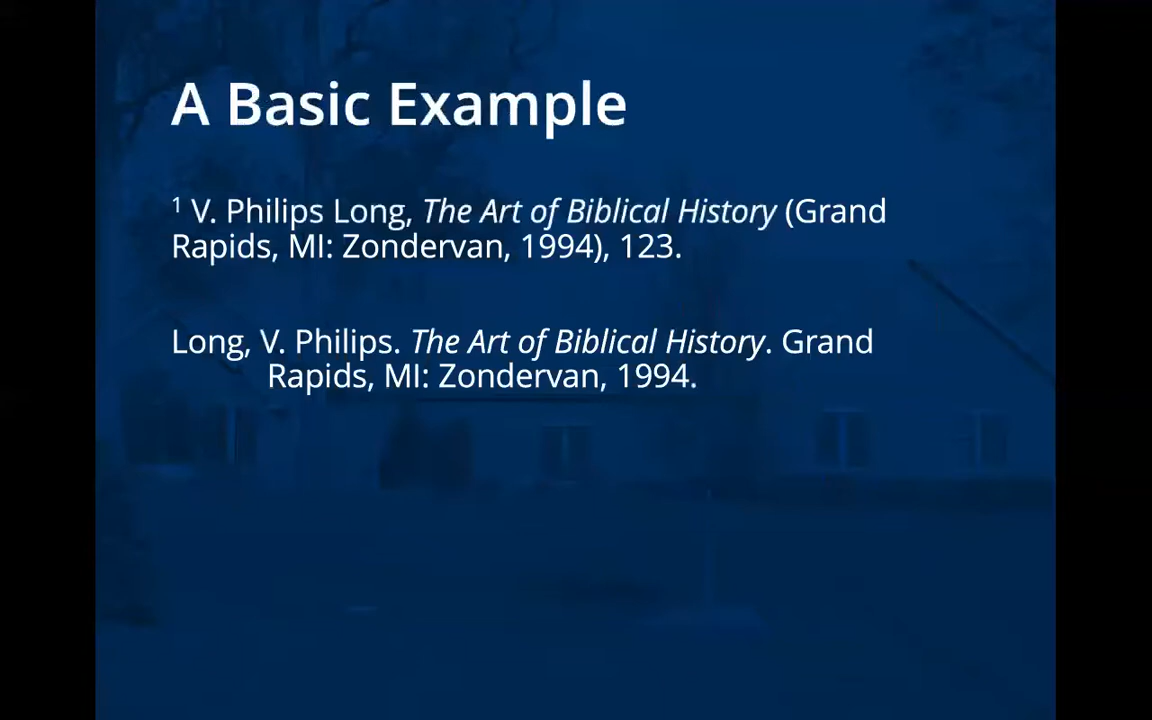 A Basic Example
¹ V. Philips Long, The Art of Biblical History (Grand
Rapids, MI: Zondervan, 1994), 123.
Long, V. Philips. The Art of Biblical History. Grand
Rapids, MI: Zondervan, 1994.